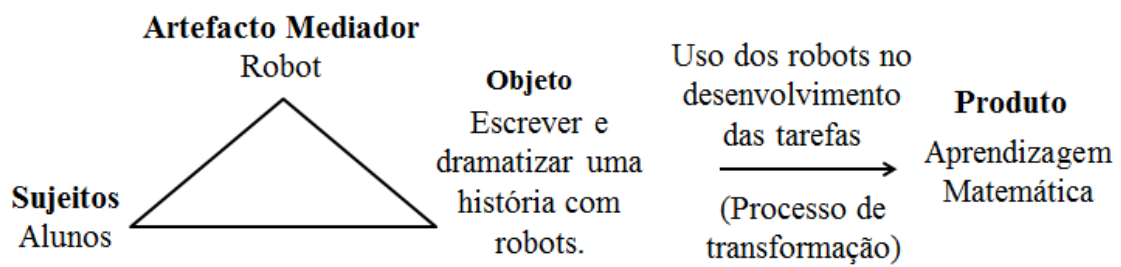 Artefacto Mediador
Robot
Sujeitos
Alunos
Objeto
Escrever e
dramatizar uma
história com
robots.
Uso dos robots no
desenvolvimento
das tarefas
(Processo de
transformação)
Produto
Aprendizagem
Matemática